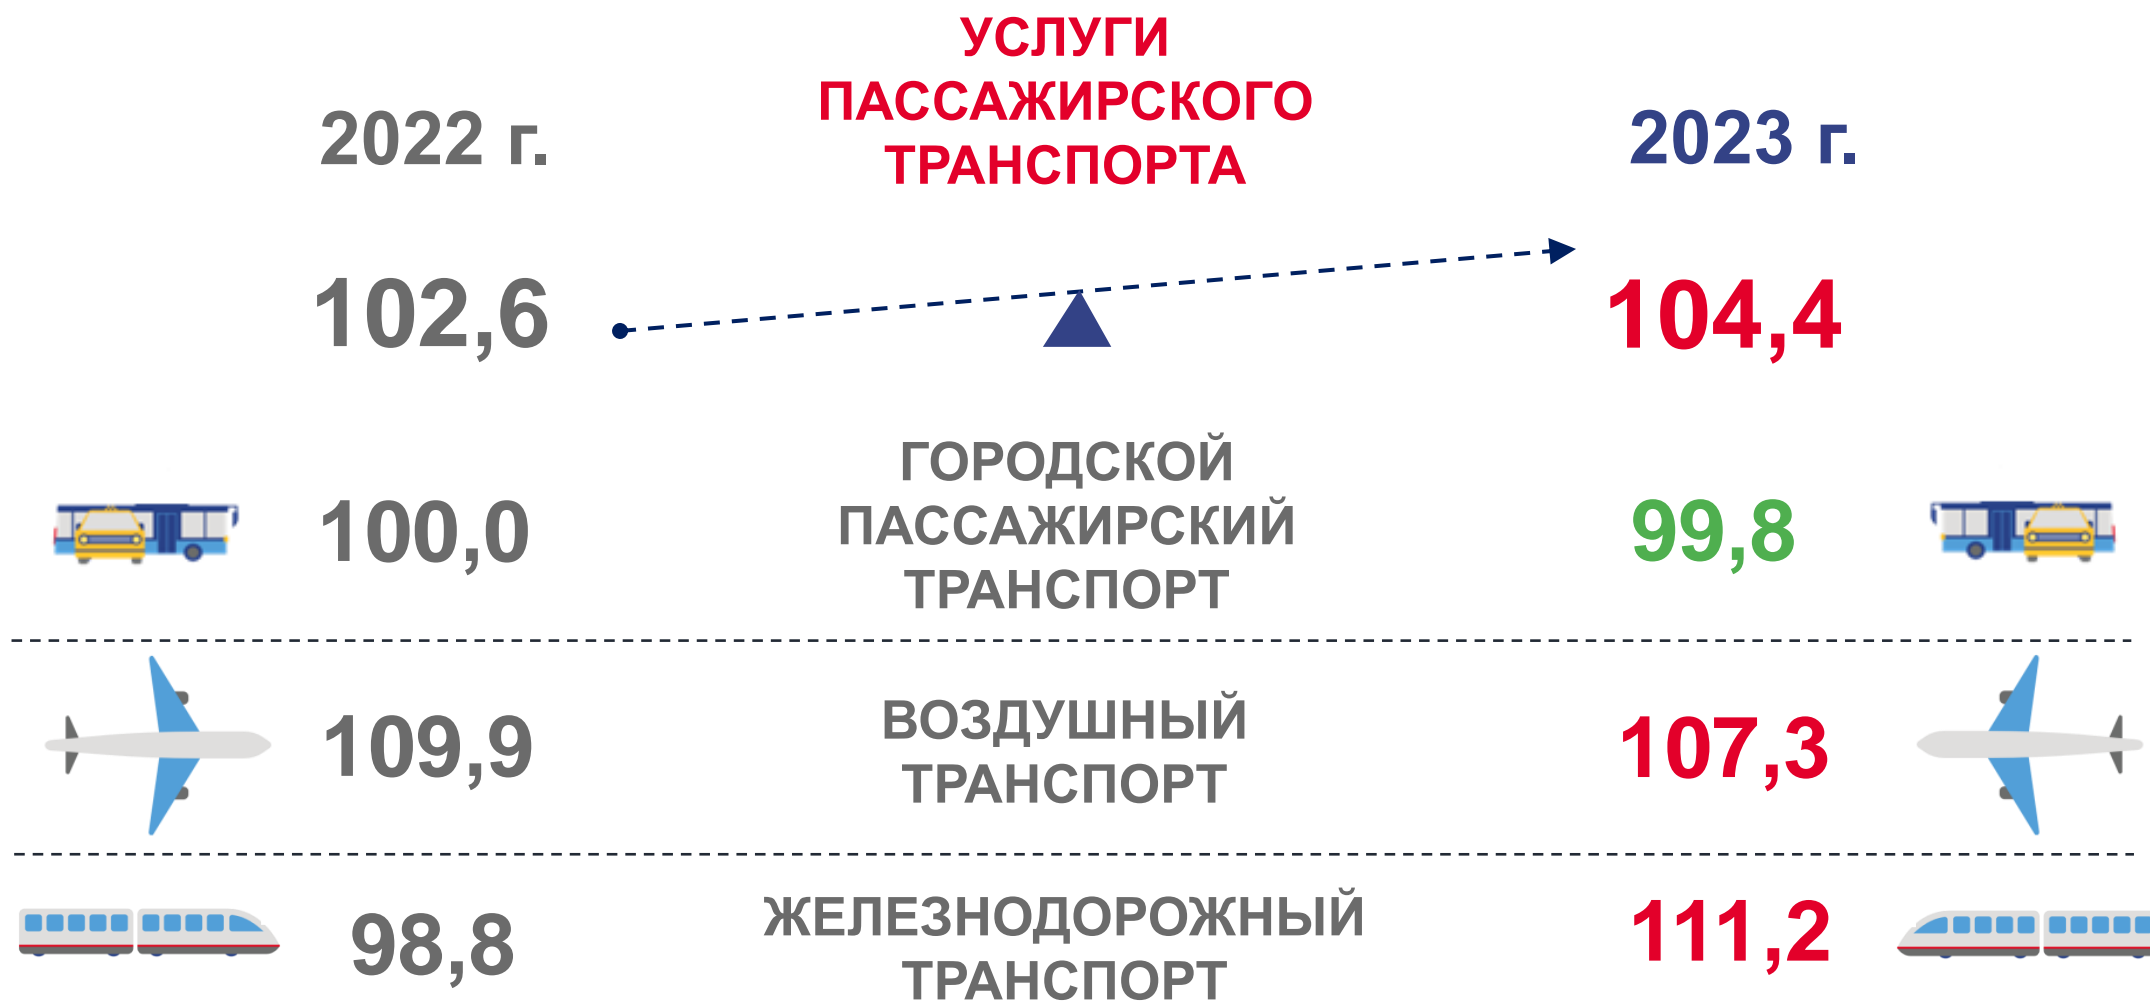 УСЛУГИ
ПАССАЖИРСКОГО
ТРАНСПОРТА
2022 г.
2023 г.
102,6
104,4
ГОРОДСКОЙ
ПАССАЖИРСКИЙ
ТРАНСПОРТ
100,0
99,8
ВОЗДУШНЫЙ
ТРАНСПОРТ
109,9
107,3
ЖЕЛЕЗНОДОРОЖНЫЙ
ТРАНСПОРТ
98,8
111,2